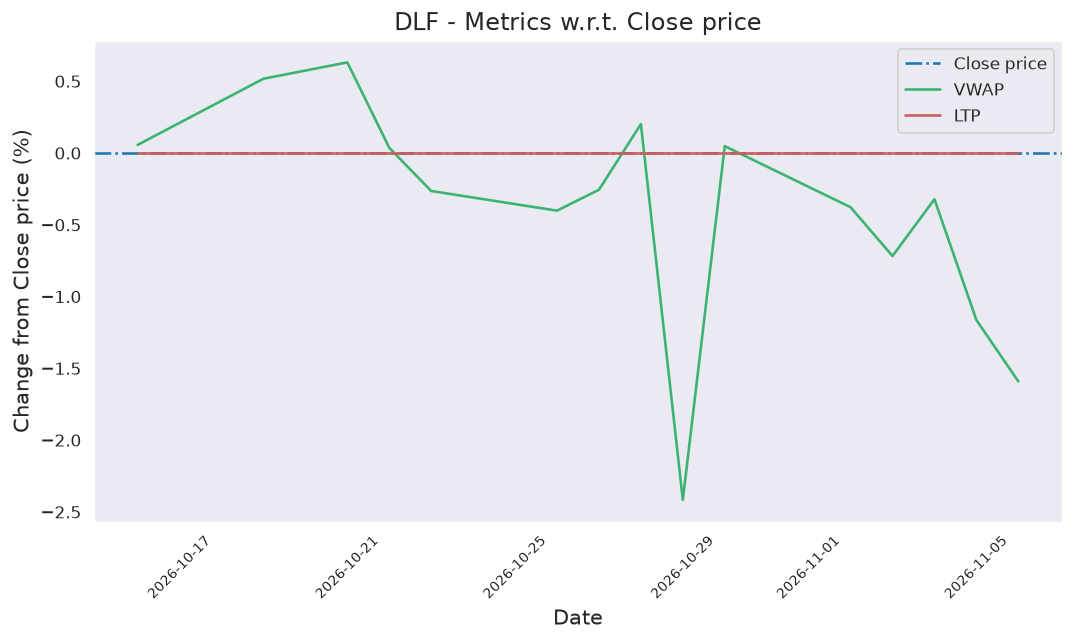 DLF - Metrics w.r.t. Close price
Close price
VWAP
LTP
Change from Close price (%)
0.5
0.0
−0.5
−1.0
−1.5
−2.0
−2.5
2026-10-17
2026-10-21
2026-10-25
2026-10-29
2026-11-01
2026-11-05
Date